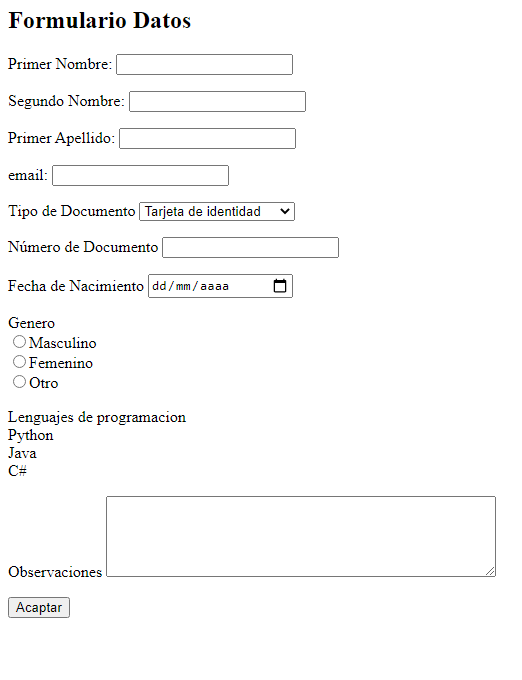 Formulario Datos
Primer Nombre:
Segundo Nombre:
Primer Apellido:
email:
Tipo de Documento Tarjeta de identidad
Número de Documento
Fecha de Nacimiento dd/mm/aaaa
Genero
Masculino
Femenino
Otro
Lenguajes de programacion
Python
Java
C#
Observaciones
Acaptar